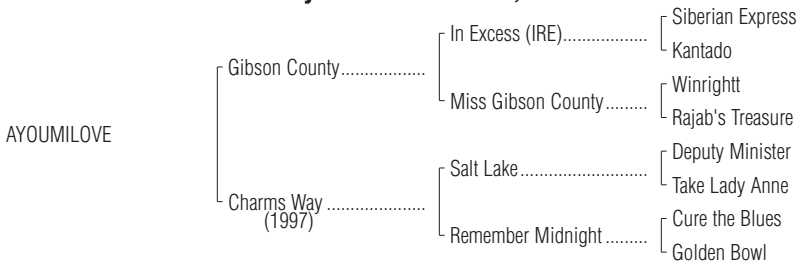 Siberian Express
In Excess (IRE)..................
Kantado
Gibson County..................
Winrightt
Miss Gibson County.........
Rajab's Treasure
AYOUMILOVE
Deputy Minister
Salt Lake...........................
Take Lady Anne
Charms Way .....................
(1997)
Cure the Blues
Remember Midnight .........
Golden Bowl